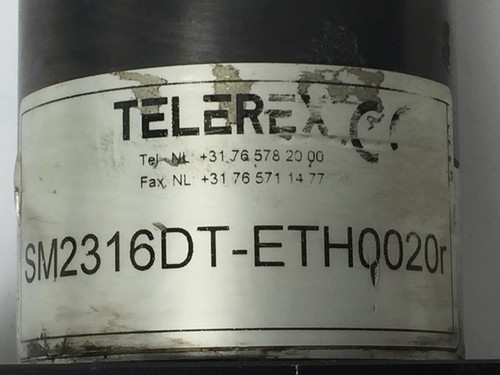 TELEREX
Tel. NL: +31 76 578 20 00
Fax. NL: +31 76 571 14 77
SM2316DT-ETH0020r